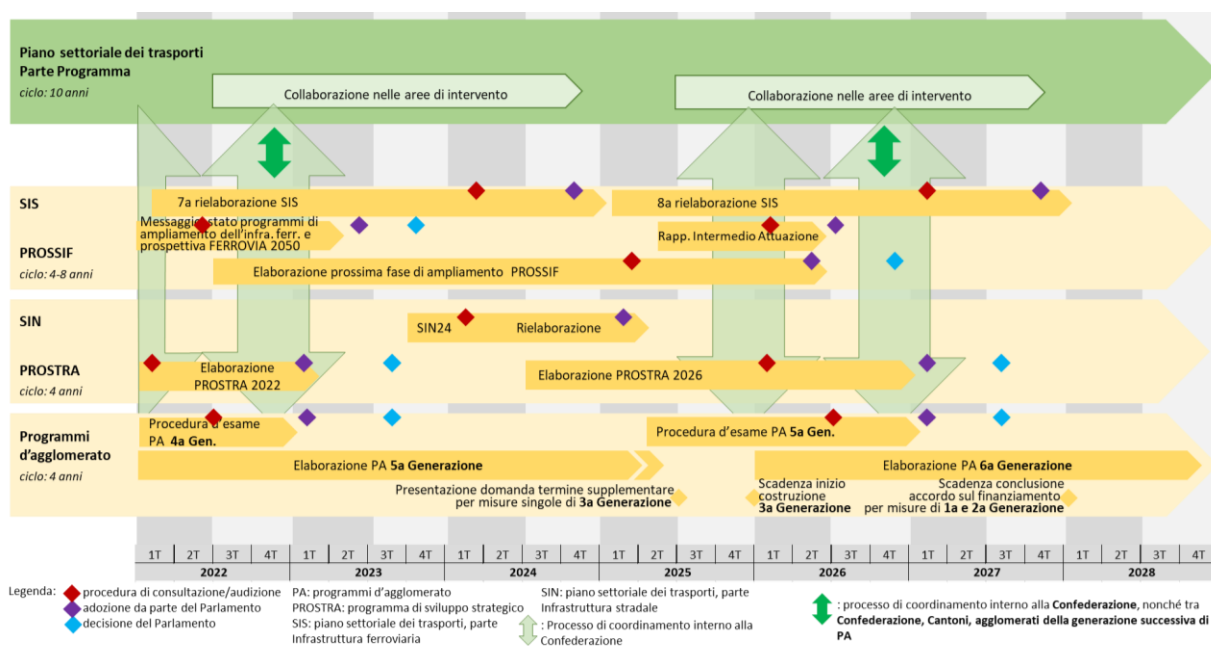 Piano settoriale dei trasporti
Parte Programma
ciclo: 10 anni
Collaborazione nelle aree di intervento
Collaborazione nelle aree di intervento
SIS
7a rielaborazione SIS
8a rielaborazione SIS
Messaggio stato programmi di
ampliamento dell'infra. ferr. e
prospettiva FERROVIA 2050
Rapp. Intermedio Attuazione
PROSSIF
ciclo: 4-8 anni
Elaborazione prossima fase di ampliamento PROSSIF
SIN
SIN24
Rielaborazione
PROSTRA
ciclo: 4 anni
Elaborazione
PROSTRA 2022
Elaborazione PROSTRA 2026
Programmi
d'agglomerato
ciclo: 4 anni
Procedura d'esame
PA 4a Gen.
Procedura d'esame PA 5a Gen.
Elaborazione PA 5a Generazione
Elaborazione PA 6a Generazione
Presentazione domanda termine supplementare
per misure singole di 3a Generazione
Scadenza inizio
costruzione
3a Generazione
Scadenza conclusione
accordo sul finanziamento
per misure di 1a e 2a Generazione
1T 2T 3T 4T 1T 2T 3T 4T 1T 2T 3T 4T 1T 2T 3T 4T 1T 2T 3T 4T 1T 2T 3T 4T 1T 2T 3T 4T
2022 2023 2024 2025 2026 2027 2028
Legenda:
procedura di consultazione/audizione
adozione da parte del Parlamento
decisione del Parlamento
PA: programmi d'agglomerato
PROSTRA: programma di sviluppo strategico
SIS: piano settoriale dei trasporti, parte
Infrastruttura ferroviaria
SIN: piano settoriale dei trasporti, parte
Infrastruttura stradale
: Processo di coordinamento interno alla
Confederazione
: processo di coordinamento interno alla Confederazione, nonché tra
Confederazione, Cantoni, agglomerati della generazione successiva di
PA